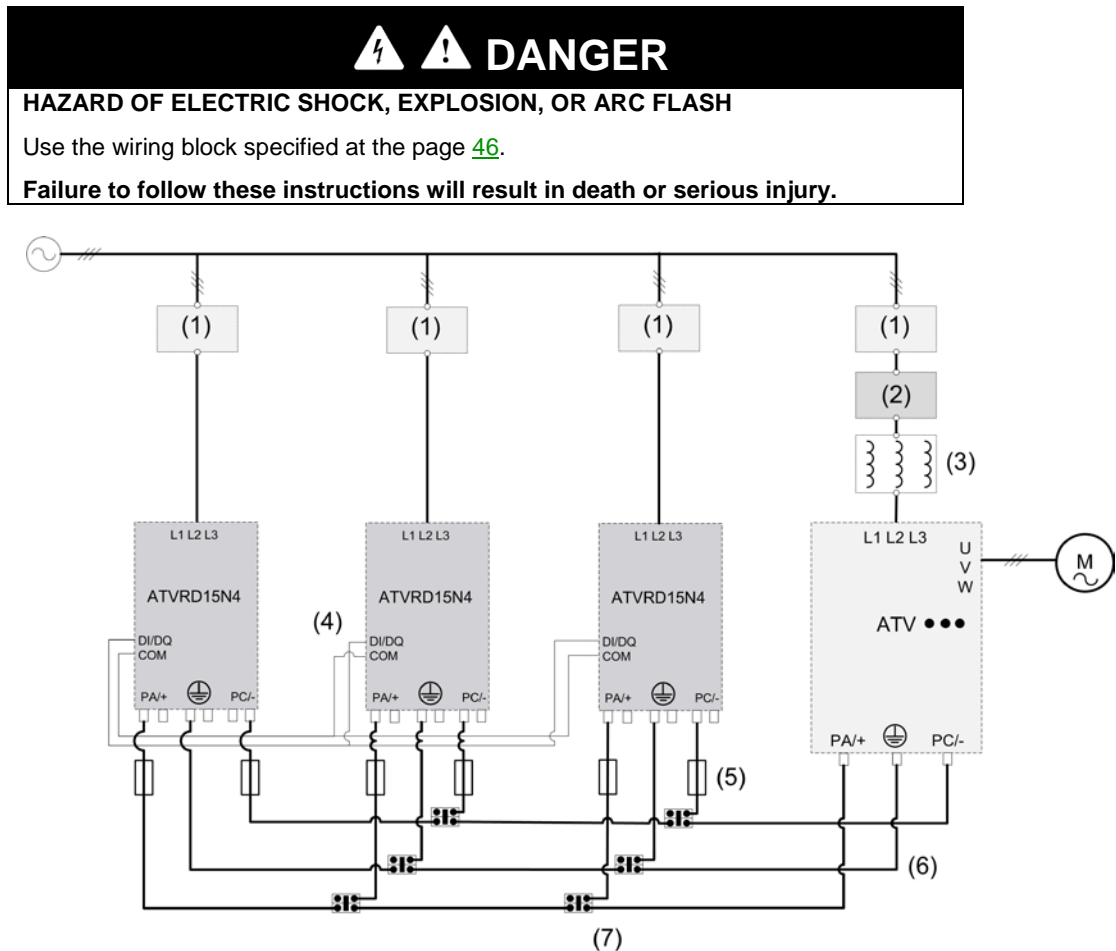 DANGER
HAZARD OF ELECTRIC SHOCK, EXPLOSION, OR ARC FLASH
Use the wiring block specified at the page 46.
Failure to follow these instructions will result in death or serious injury.
(1)
(1)
(1)
(1)
(2)
(3)
L1 L2 L3
ATVRD15N4
DI/DQ
COM
PA/+
PC/-
(4)
L1 L2 L3
ATVRD15N4
DI/DQ
COM
PA/+
PC/-
L1 L2 L3
ATVRD15N4
DI/DQ
COM
PA/+
PC/-
L1 L2 L3
U
V
W
ATV •••
PA/+
PC/-
M
(5)
(6)
(7)